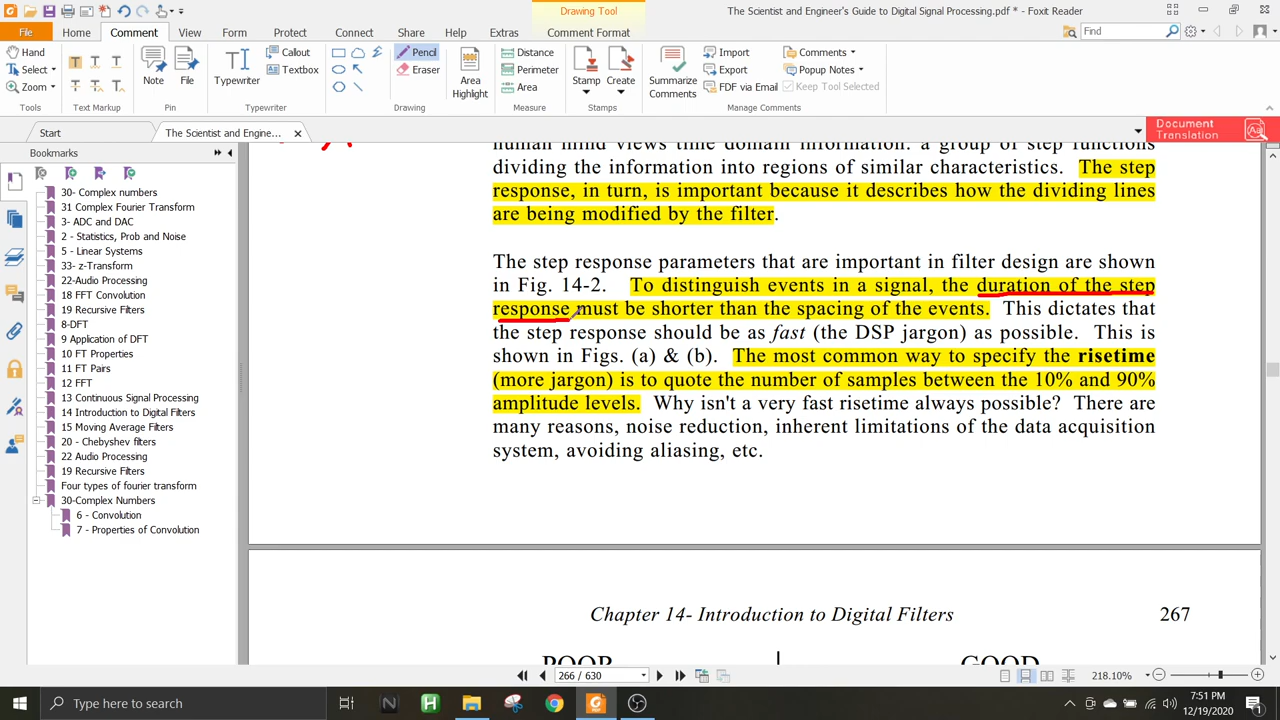 Drawing Tool
The Scientist and Engineer's Guide to Digital Signal Processing.pdf * - Foxit Reader
File Home Comment View Form Protect Connect Share Help Extras Comment Format
Find
Hand
Select
Zoom
Tools
Text Markup
Note
File
Pin
Typewriter
Callout
Textbox
Typewriter
Pencil
Eraser
Drawing
Area
Highlight
Distance
Perimeter
Area
Measure
Stamp
Create
Stamps
Summarize
Comments
Import
Export
FDF via Email
Comments
Popup Notes
Keep Tool Selected
Manage Comments
Start
The Scientist and Engine...
Document
Translation
Bookmarks
30- Complex numbers
31 Complex Fourier Transform
3- ADC and DAC
2 - Statistics, Prob and Noise
5 - Linear Systems
33- z-Transform
22-Audio Processing
18 FFT Convolution
19 Recursive Filters
8-DFT
9 Application of DFT
10 FT Properties
11 FT Pairs
12 FFT
13 Continuous Signal Processing
14 Introduction to Digital Filters
15 Moving Average Filters
20 - Chebyshev filters
22 Audio Processing
19 Recursive Filters
Four types of fourier transform
30-Complex Numbers
6 - Convolution
7 - Properties of Convolution
human mind views time domain information: a group of step functions
dividing the information into regions of similar characteristics. The step
response, in turn, is important because it describes how the dividing lines
are being modified by the filter.
The step response parameters that are important in filter design are shown
in Fig. 14-2. To distinguish events in a signal, the duration of the step
response must be shorter than the spacing of the events. This dictates that
the step response should be as fast (the DSP jargon) as possible. This is
shown in Figs. (a) & (b). The most common way to specify the risetime
(more jargon) is to quote the number of samples between the 10% and 90%
amplitude levels. Why isn't a very fast risetime always possible? There are
many reasons, noise reduction, inherent limitations of the data acquisition
system, avoiding aliasing, etc.
Chapter 14- Introduction to Digital Filters 267
POOR GOOD
266 / 630
218.10%
Type here to search
7:51 PM
12/19/2020